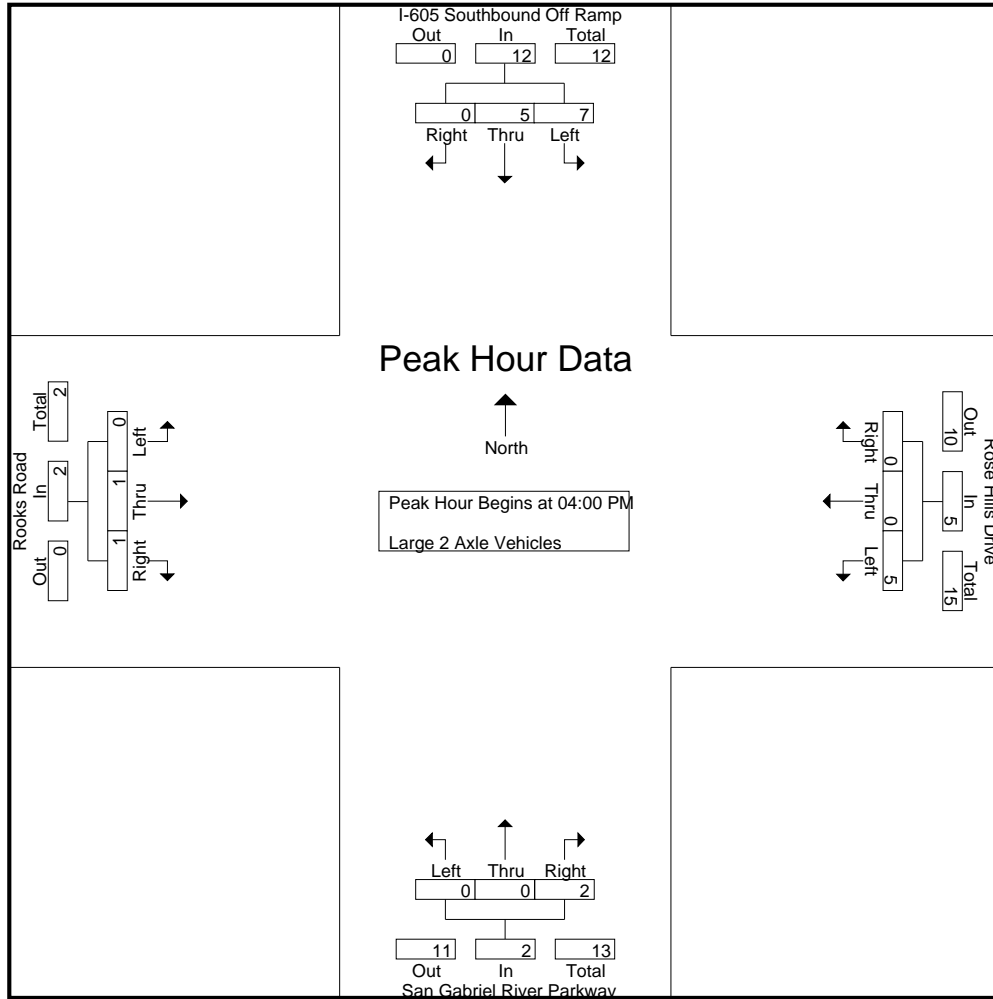 I-605 Southbound Off Ramp
Out In Total
0 12 12
0 5 7
Right Thru Left
Peak Hour Data
North
Peak Hour Begins at 04:00 PM
Large 2 Axle Vehicles
Rooks Road
Out In Total
0 2 2
0 1 1
Left Thru Right
Rose Hills Drive
Out In Total
10 5 15
0 0 5
Right Thru Left
Left Thru Right
0 0 2
11 2 13
Out In Total
San Gabriel River Parkway